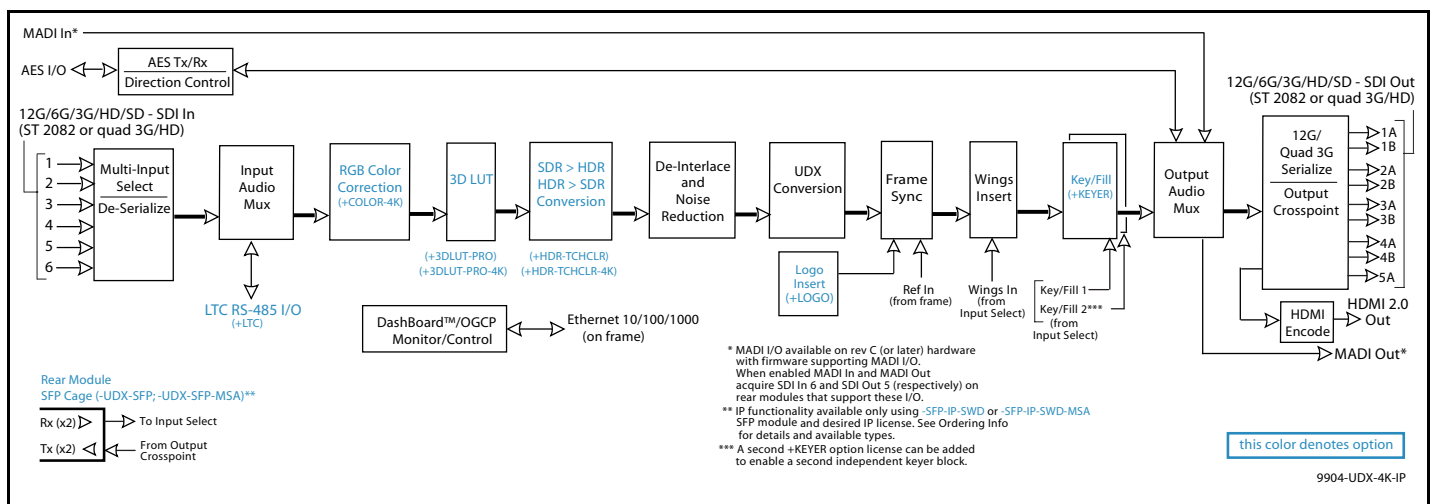 MADI In*
AES I/O
AES Tx/Rx
Direction Control
12G/6G/3G/HD/SD - SDI In
(ST 2082 or quad 3G/HD)
1
2
3
4
5
6
Multi-Input
Select
De-Serialize
Input
Audio
Mux
LTC RS-485 I/O
(+LTC)
RGB Color
Correction
(+COLOR-4K)
3D LUT
(+3DLUT-PRO)
(+3DLUT-PRO-4K)
SDR > HDR
HDR > SDR
Conversion
(+HDR-TCHCLR)
(+HDR-TCHCLR-4K)
De-Interlace
and
Noise
Reduction
UDX
Conversion
Frame
Sync
Logo
Insert
(+LOGO)
Ref In
(from frame)
Wings
Insert
Wings In
(from
Input Select)
Key/Fill
(+KEYER)
Key/Fill 1
Key/Fill 2***
(from
Input Select)
Output
Audio
Mux
12G/6G/3G/HD/SD - SDI Out
(ST 2082 or quad 3G/HD)
12G/
Quad 3G
Serialize
Output
Crosspoint
1A
1B
2A
2B
3A
3B
4A
4B
5A
HDMI
Encode
HDMI 2.0
Out
MADI Out*
DashBoard™/OGCP
Monitor/Control
Ethernet 10/100/1000
(on frame)
* MADI I/O available on rev C (or later) hardware
with firmware supporting MADI I/O.
When enabled MADI In and MADI Out
acquire SDI In 6 and SDI Out 5 (respectively) on
rear modules that support these I/O.
** IP functionality available only using -SFP-IP-SWD or -SFP-IP-SWD-MSA
SFP module and desired IP license. See Ordering Info
for details and available types.
*** A second +KEYER option license can be added
to enable a second independent keyer block.
Rear Module
SFP Cage (-UDX-SFP; -UDX-SFP-MSA)**
Rx (x2)
To Input Select
Tx (x2)
From Output
Crosspoint
this color denotes option
9904-UDX-4K-IP